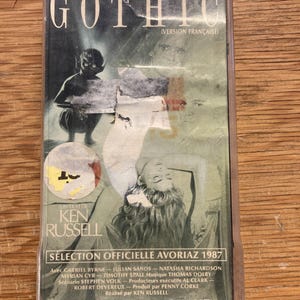 GOTHIC
(VERSION FRANÇAISE)
KEN
RUSSELL
SÉLECTION OFFICIELLE AVORIAZ 1987
Avec GABRIEL BYRNE - JULIAN SANDS - NATASHA RICHARDSON
MYRIAM CYR - TIMOTHY SPALL Musique THOMAS DOLBY
Scénario STEPHEN VOLK - Producteurs exécutifs AL CLARK -
ROBERT DEVEREUX - Produit par PENNY CORKE
Réalisé par KEN RUSSELL